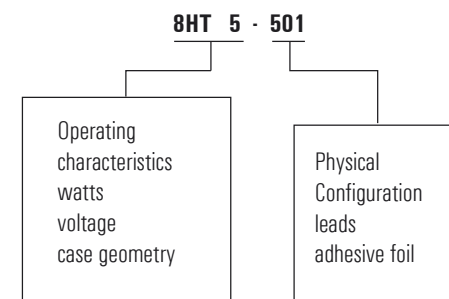 8HT 5 - 501
Operating
characteristics
watts
voltage
case geometry
Physical
Configuration
leads
adhesive foil